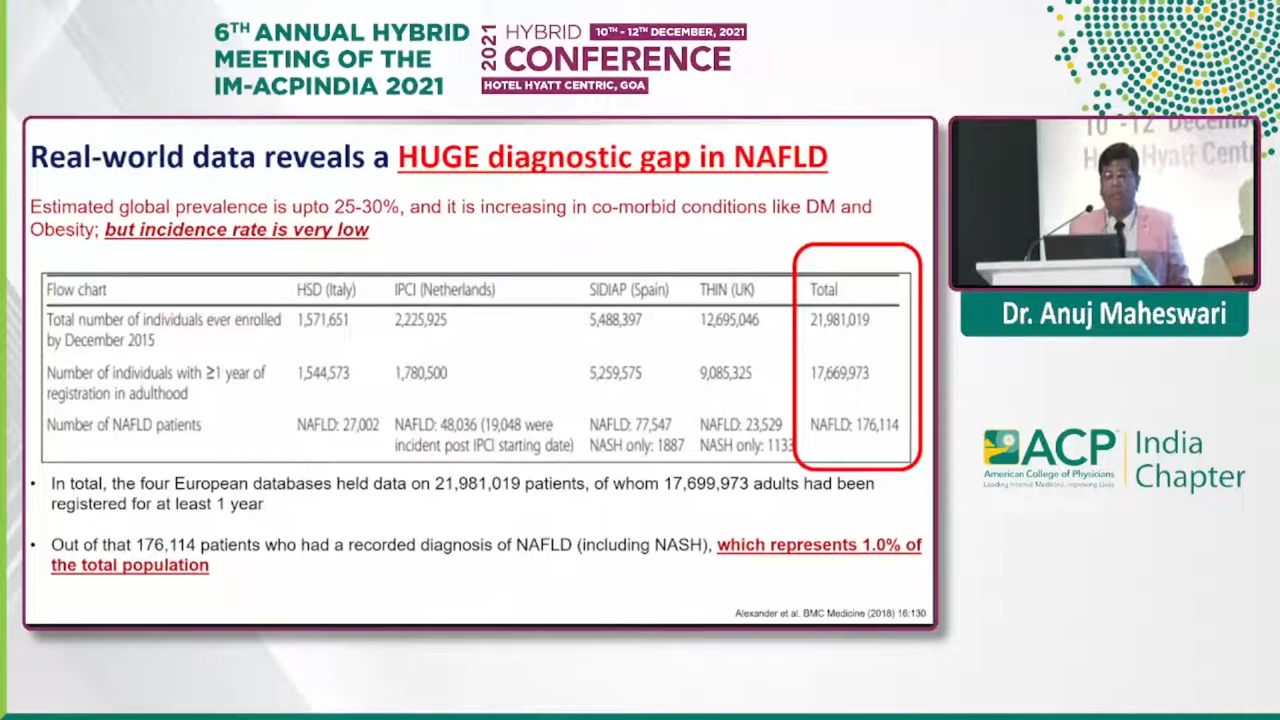 6TH ANNUAL HYBRID
MEETING OF THE
IM-ACPINDIA 2021
2021
HYBRID
10TH - 12TH DECEMBER, 2021
CONFERENCE
HOTEL HYATT CENTRIC, GOA
Real-world data reveals a HUGE diagnostic gap in NAFLD
Estimated global prevalence is upto 25-30%, and it is increasing in co-morbid conditions like DM and
Obesity; but incidence rate is very low
Flow chart HSD (Italy) IPCI (Netherlands) SIDIAP (Spain) THIN (UK) Total
Total number of individuals ever enrolled 1,571,651 2,225,925 5,488,397 12,695,046 21,981,019
by December 2015
Number of individuals with ≥1 year of 1,544,573 1,780,500 5,259,575 9,085,325 17,669,973
registration in adulthood
Number of NAFLD patients NAFLD: 27,002 NAFLD: 48,036 (19,048 were NAFLD: 77,547 NAFLD: 23,529 NAFLD: 176,114
incident post IPCI starting date) NASH only: 1887 NASH only: 1133
• In total, the four European held on 21,981,019 patients, of whom 17,699,973 adults had been
registered for at least 1 year
• Out of that 176,114 patients who had a recorded diagnosis of NAFLD (including NASH), which represents 1.0% of
the total population
Alexander et al. BMC Medicine (2018) 16:130
10 -12 December
Hyatt Cent
Dr. Anuj Maheswari
ACP
American College of Physicians
Leading Internal Medicine, Improving Lives
India
Chapter